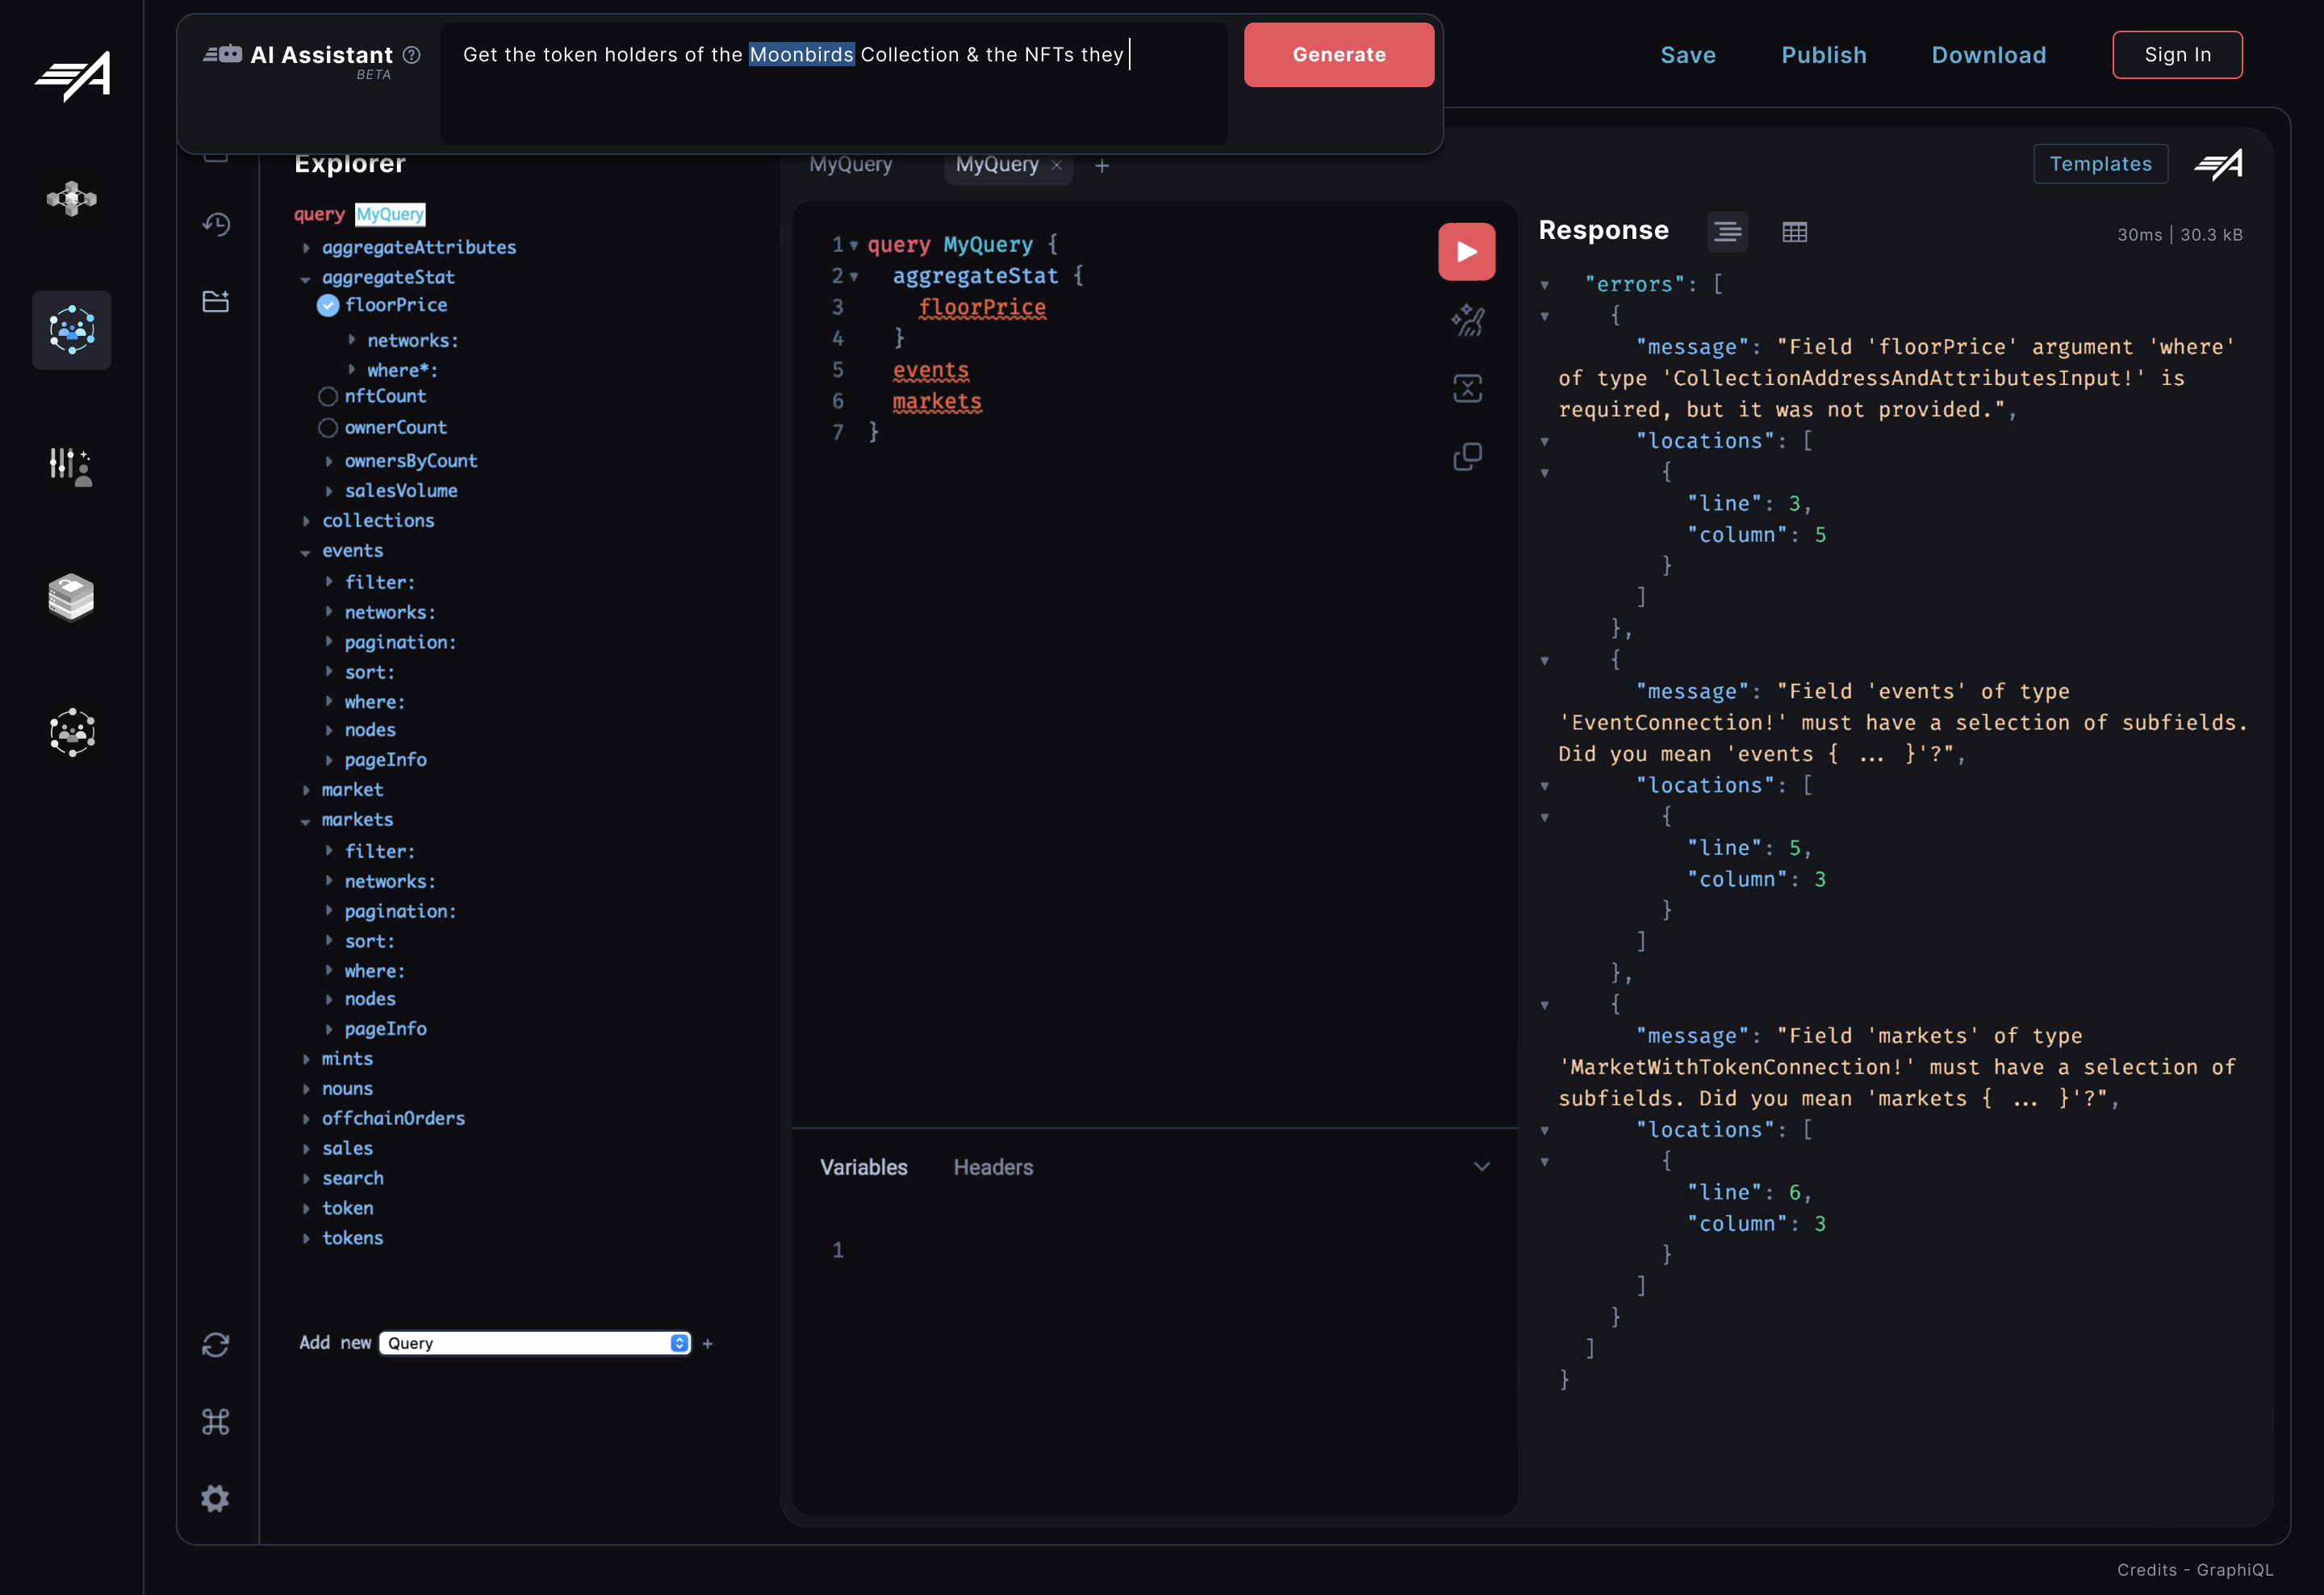 AI Assistant
BETA
Get the token holders of the Moonbirds Collection & the NFTs they
Generate
Save
Publish
Download
Sign In
Explorer
MyQuery
MyQuery
Templates
query MyQuery
aggregateAttributes
aggregateStat
floorPrice
networks:
where*:
nftCount
ownerCount
ownersByCount
salesVolume
collections
events
filter:
networks:
pagination:
sort:
where:
nodes
pageInfo
market
markets
filter:
networks:
pagination:
sort:
where:
nodes
pageInfo
mints
nouns
offchainOrders
sales
search
token
tokens
Add new Query +
1 query MyQuery {
2 aggregateStat {
3 floorPrice
4 }
5 events
6 markets
7 }
Variables Headers
1
Response
30ms | 30.3 kB
"errors": [
{
"message": "Field 'floorPrice' argument 'where'
of type 'CollectionAddressAndAttributesInput!' is
required, but it was not provided.",
"locations": [
{
"line": 3,
"column": 5
}
]
},
{
"message": "Field 'events' of type
'EventConnection!' must have a selection of subfields.
Did you mean 'events { ... }'?",
"locations": [
{
"line": 5,
"column": 3
}
]
},
{
"message": "Field 'markets' of type
'MarketWithTokenConnection!' must have a selection of
subfields. Did you mean 'markets { ... }'?",
"locations": [
{
"line": 6,
"column": 3
}
]
}
]
}
Credits - GraphiQL